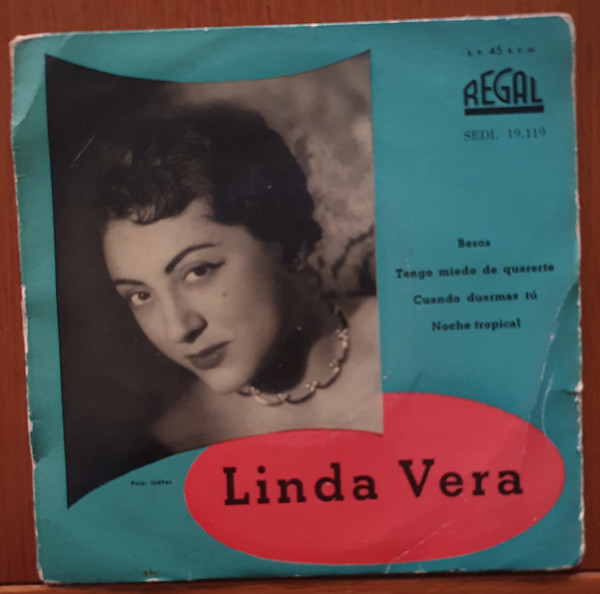 E. P. 45 R. P. M.
REGAL
SEDL 19.119
Besos
Tengo miedo de quererte
Cuando duermas tú
Noche tropical
Linda Vera